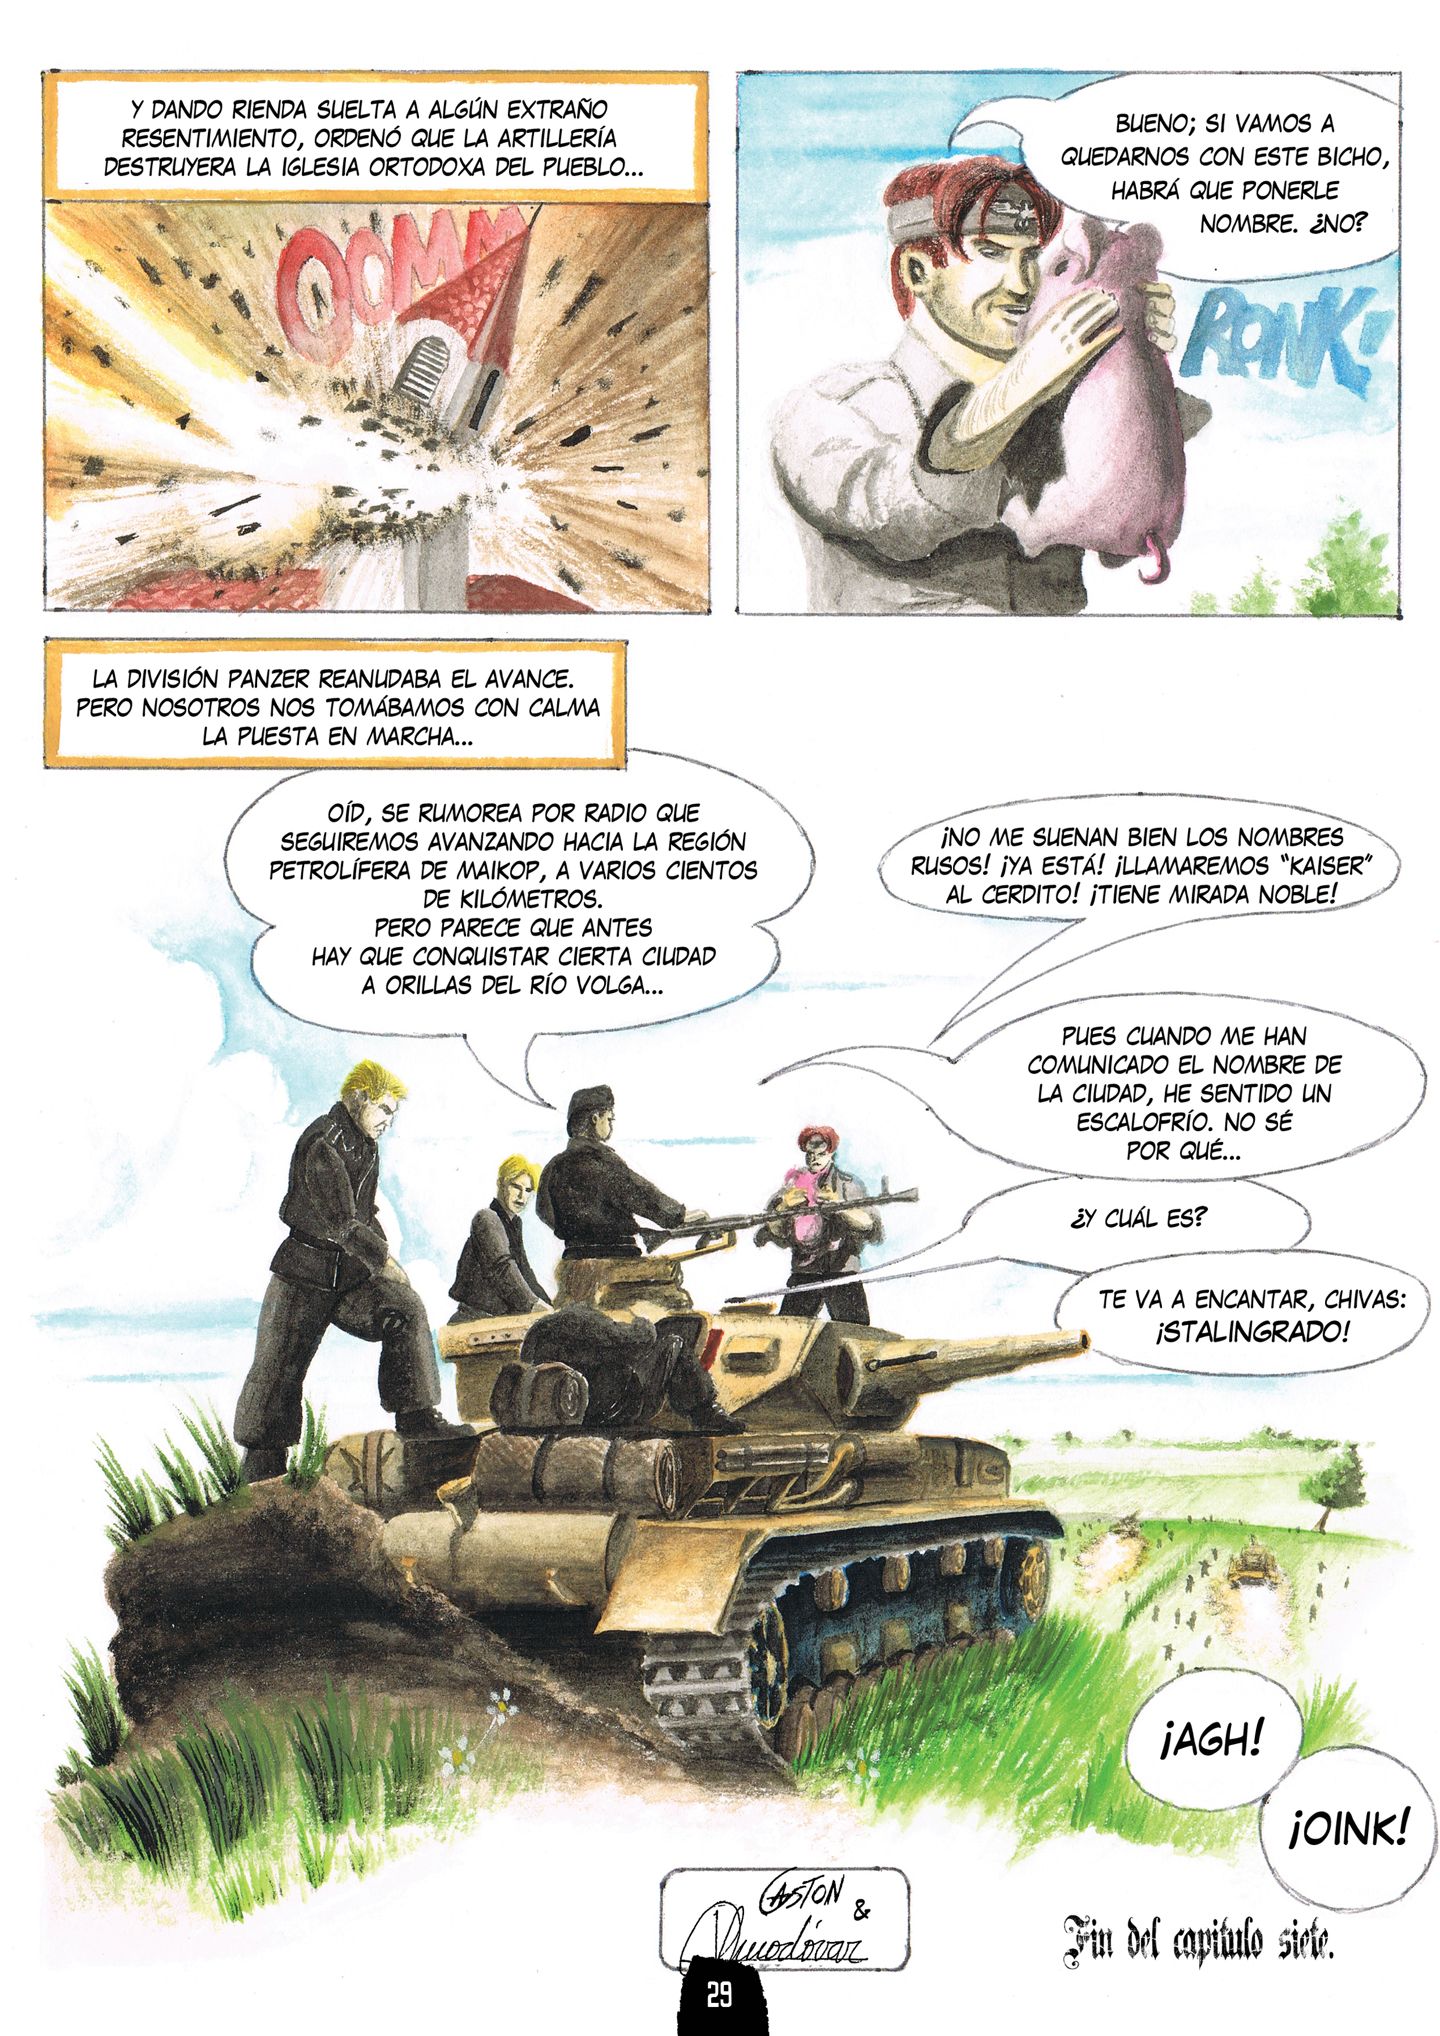 Y DANDO RIENDA SUELTA A ALGÚN EXTRAÑO
RESENTIMIENTO, ORDENÓ QUE LA ARTILLERÍA
DESTRUYERA LA IGLESIA ORTODOXA DEL PUEBLO...
OOMM
BUENO; SI VAMOS A
QUEDARNOS CON ESTE BICHO,
HABRÁ QUE PONERLE
NOMBRE. ¿NO?
RONK!
LA DIVISIÓN PANZER REANUDABA EL AVANCE.
PERO NOSOTROS NOS TOMÁBAMOS CON CALMA
LA PUESTA EN MARCHA...
OÍD, SE RUMOREA POR RADIO QUE
SEGUIREMOS AVANZANDO HACIA LA REGIÓN
PETROLÍFERA DE MAIKOP, A VARIOS CIENTOS
DE KILÓMETROS.
PERO PARECE QUE ANTES
HAY QUE CONQUISTAR CIERTA CIUDAD
A ORILLAS DEL RÍO VOLGA...
¡NO ME SUENAN BIEN LOS NOMBRES
RUSOS! ¡YA ESTÁ! ¡LLAMAREMOS "KAISER"
AL CERDITO! ¡TIENE MIRADA NOBLE!
PUES CUANDO ME HAN
COMUNICADO EL NOMBRE DE
LA CIUDAD, HE SENTIDO UN
ESCALOFRÍO. NO SÉ
POR QUÉ...
¿Y CUÁL ES?
TE VA A ENCANTAR, CHIVAS:
¡STALINGRADO!
¡AGH!
¡OINK!
GASTON
&
Almodóvar
Fin del capitulo siete.
29